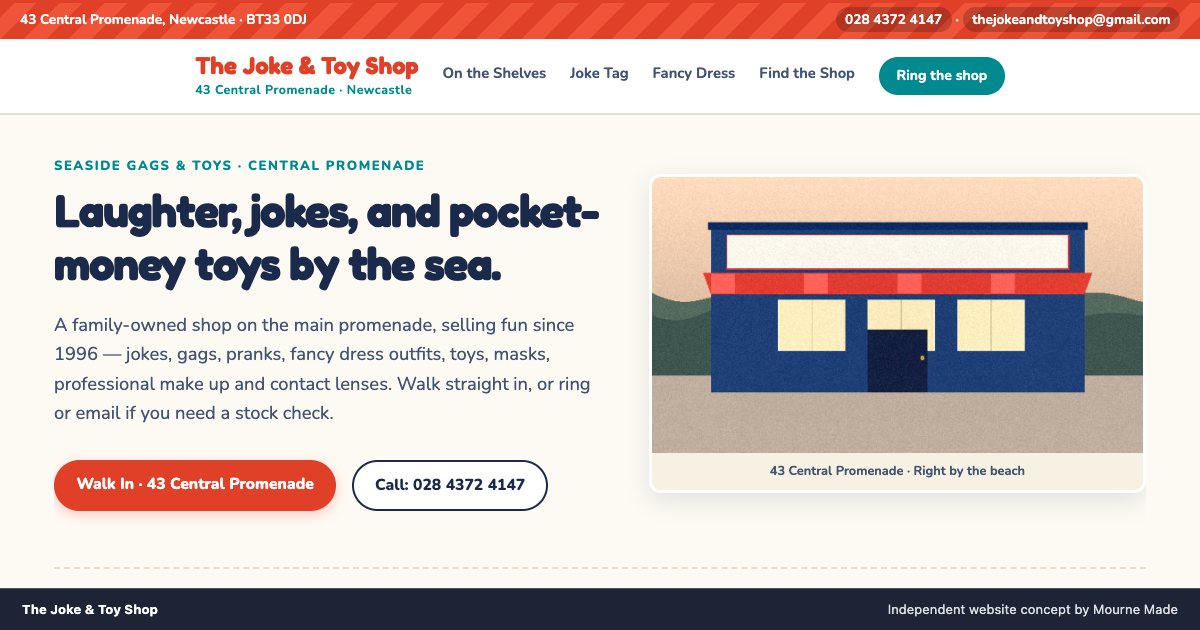 43 Central Promenade, Newcastle · BT33 0DJ
028 4372 4147 · thejokeandtoyshop@gmail.com
The Joke & Toy Shop
43 Central Promenade · Newcastle
On the Shelves
Joke Tag
Fancy Dress
Find the Shop
Ring the shop
SEASIDE GAGS & TOYS · CENTRAL PROMENADE
Laughter, jokes, and pocket-
money toys by the sea.
A family-owned shop on the main promenade, selling fun since
1996 — jokes, gags, pranks, fancy dress outfits, toys, masks,
professional make up and contact lenses. Walk straight in, or ring
or email if you need a stock check.
Walk In · 43 Central Promenade
Call: 028 4372 4147
43 Central Promenade · Right by the beach
The Joke & Toy Shop
Independent website concept by Mourne Made